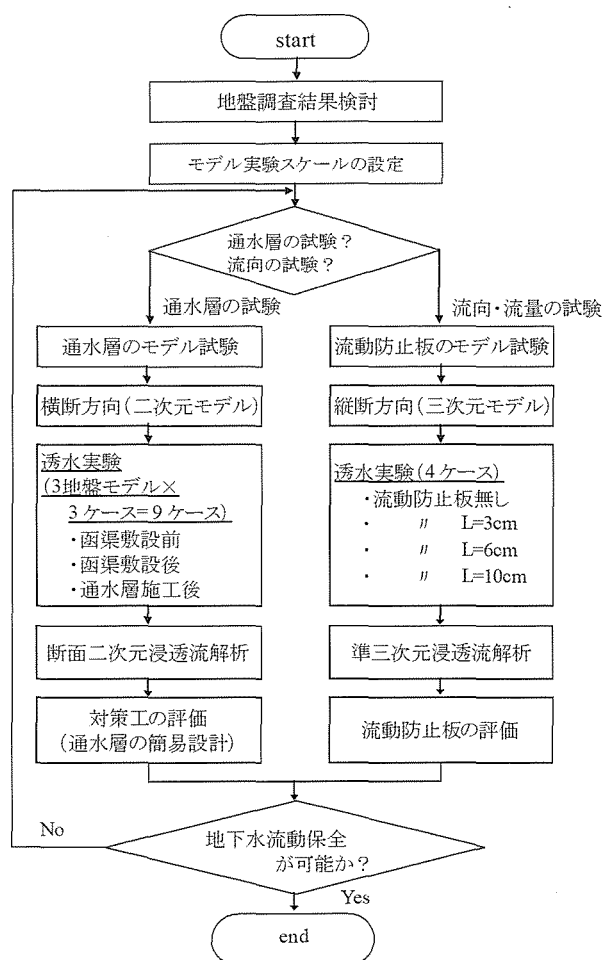 start
地盤調査結果検討
モデル実験スケールの設定
通水層の試験?
流向の試験?
通水層の試験
流向・流量の試験
通水層のモデル試験
流動防止板のモデル試験
横断方向(二次元モデル)
縦断方向(三次元モデル)
透水実験
(3地盤モデル×
3ケース=9ケース)
・函渠敷設前
・函渠敷設後
・通水層施工後
透水実験(4ケース)
・流動防止板無し
・ 〃 L=3cm
・ 〃 L=6cm
・ 〃 L=10cm
断面二次元浸透流解析
準三次元浸透流解析
対策工の評価
(通水層の簡易設計)
流動防止板の評価
No
地下水流動保全
が可能か?
Yes
end